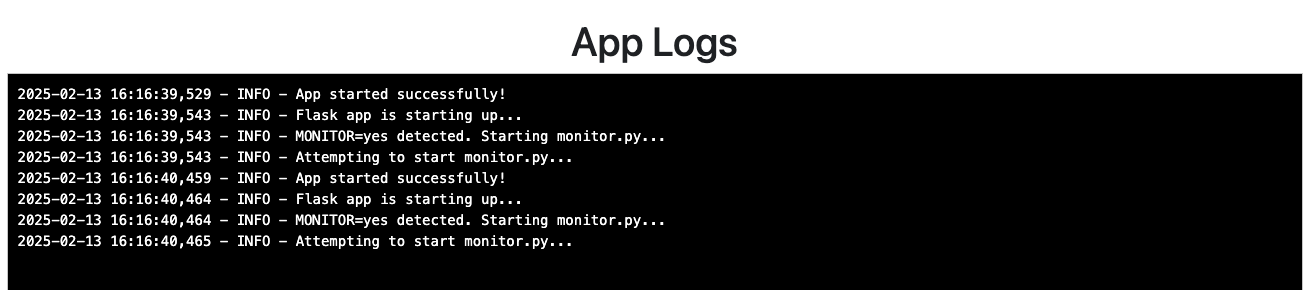 App Logs
2025-02-13 16:16:39,529 - INFO - App started successfully!
2025-02-13 16:16:39,543 - INFO - Flask app is starting up...
2025-02-13 16:16:39,543 - INFO - MONITOR=yes detected. Starting monitor.py...
2025-02-13 16:16:39,543 - INFO - Attempting to start monitor.py...
2025-02-13 16:16:40,459 - INFO - App started successfully!
2025-02-13 16:16:40,464 - INFO - Flask app is starting up...
2025-02-13 16:16:40,464 - INFO - MONITOR=yes detected. Starting monitor.py...
2025-02-13 16:16:40,465 - INFO - Attempting to start monitor.py...